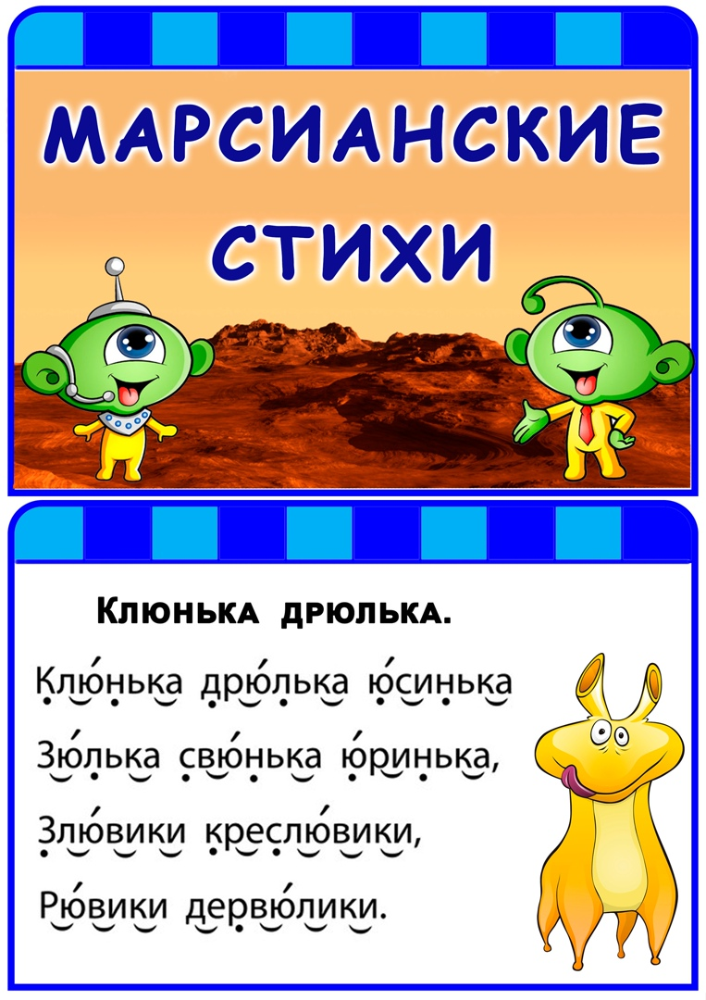 МАРСИАНСКИЕ
СТИХИ
Клюнька дрюлька.
Клю́нька дрю́лька ю́синька
Зю́лька свю́нька ю́ринька,
Злю́вики креслю́вики,
Рю́вики дервю́лики.